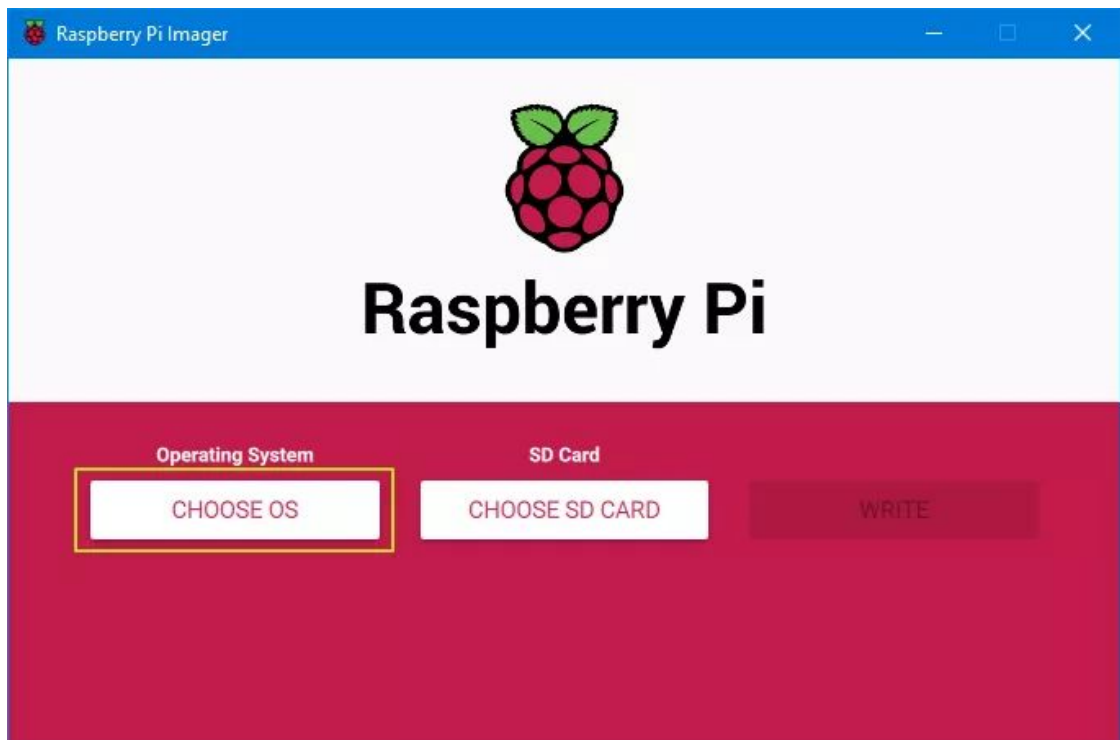 Raspberry Pi Imager
Raspberry Pi
Operating System
SD Card
CHOOSE OS
CHOOSE SD CARD
WRITE